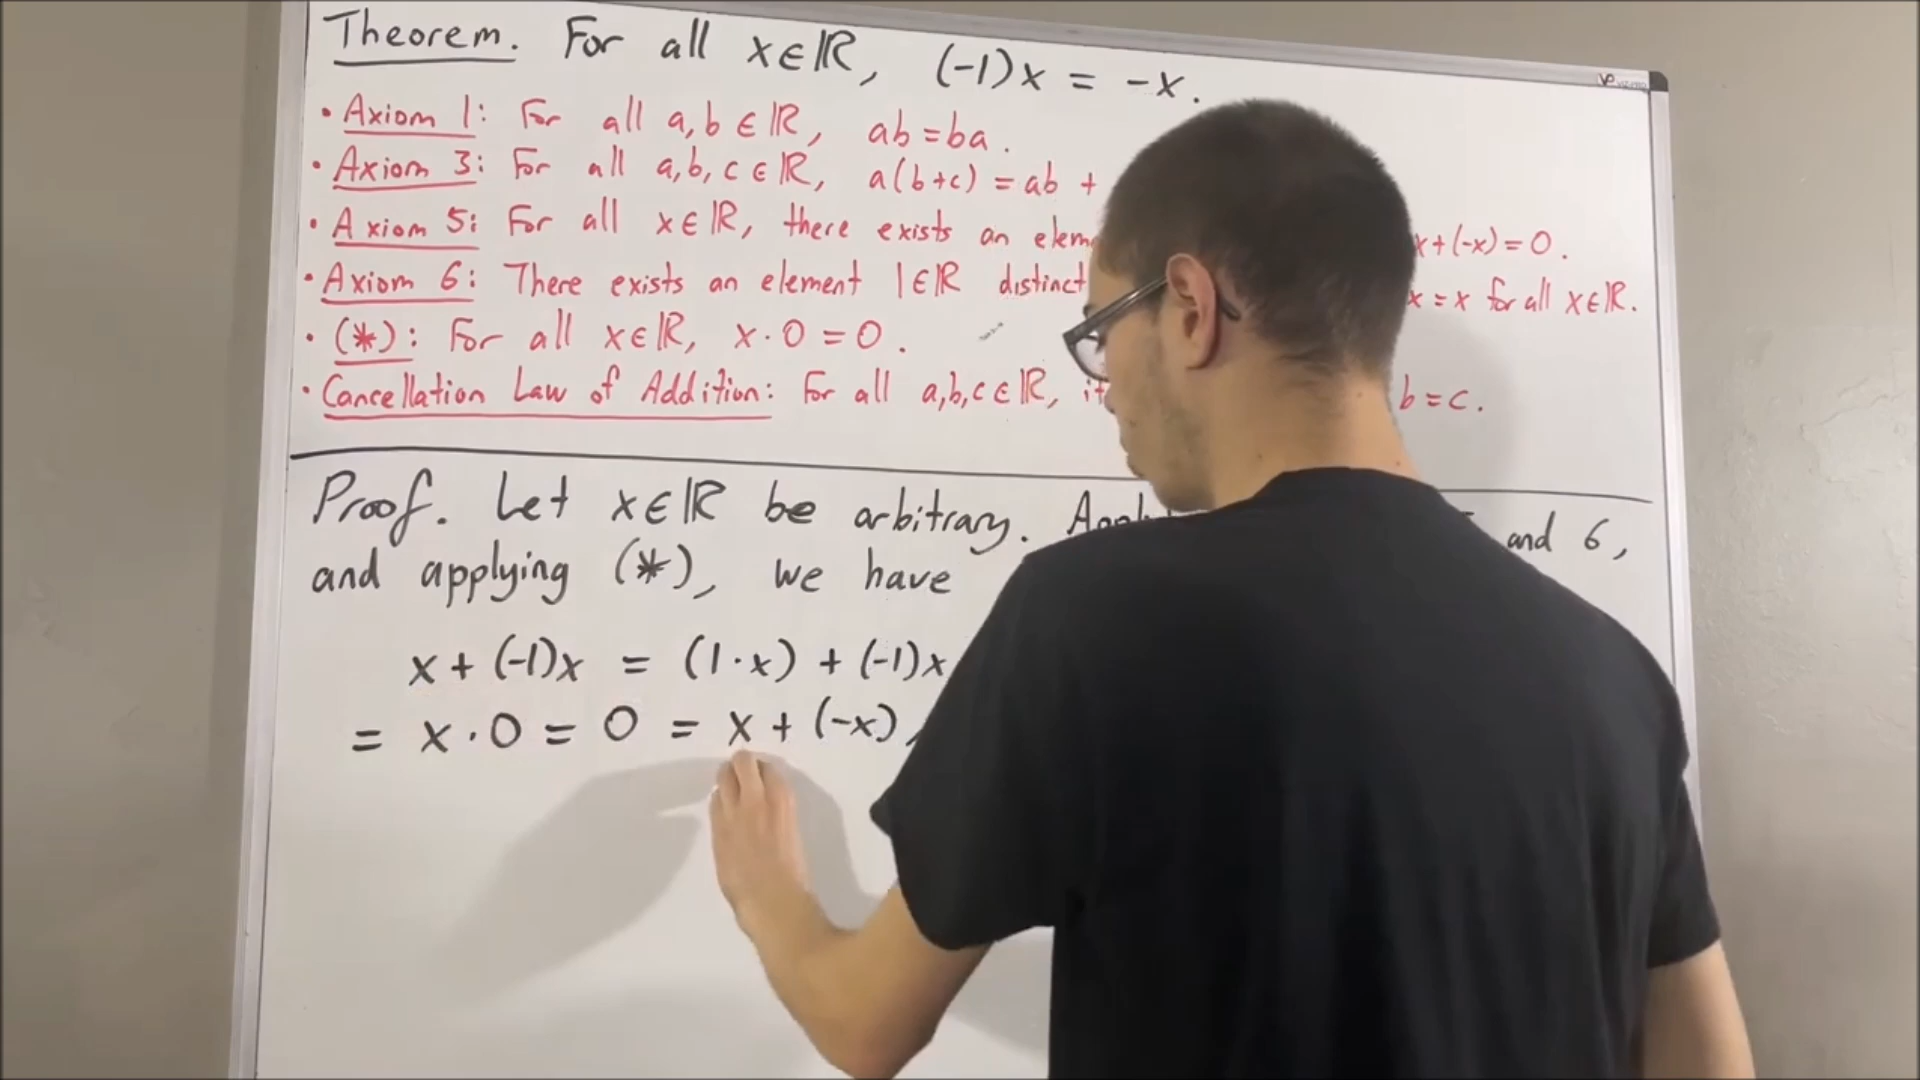 Theorem. For all x∈ℝ, (-1)x = -x.
• Axiom 1: For all a,b ∈ ℝ, ab = ba.
• Axiom 3: For all a,b,c ∈ ℝ, a(b+c) = ab +
• Axiom 5: For all x∈ℝ, there exists an x+(-x) = 0.
• Axiom 6: There exists an element 1∈ℝ distinct x = x for all x∈ℝ.
• (*): For all x∈ℝ, x·0 = 0.
• Cancellation Law of Addition: For all a,b,c ∈ ℝ, b = c.
Proof. Let x∈ℝ be arbitrary. and 6,
and applying (*), we have
x + (-1)x = (1·x) + (-1)x
= x·0 = 0 = x + (-x),